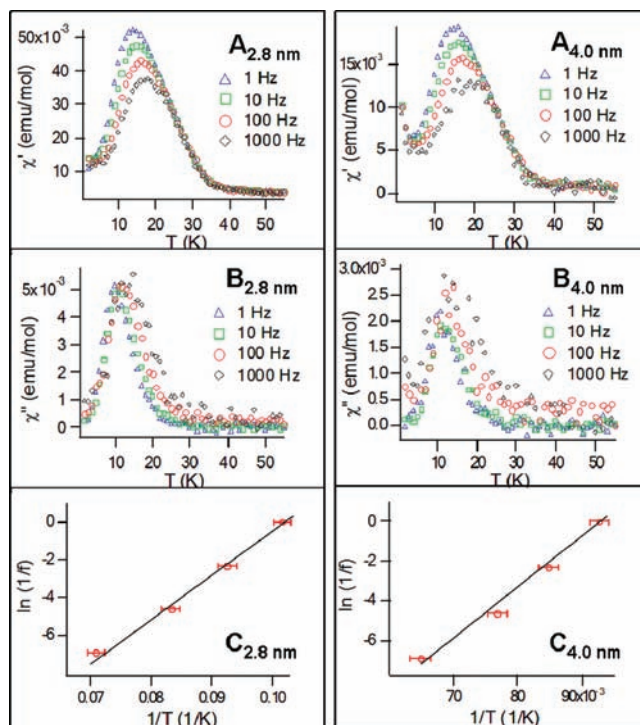 50x10⁻³
40
30
20
10
χ' (emu/mol)
A2.8 nm
1 Hz
10 Hz
100 Hz
1000 Hz
10 20 30 40 50
T (K)
15x10⁻³
10
5
0
χ' (emu/mol)
A4.0 nm
1 Hz
10 Hz
100 Hz
1000 Hz
10 20 30 40 50
T (K)
5x10⁻³
4
3
2
1
0
χ" (emu/mol)
B2.8 nm
1 Hz
10 Hz
100 Hz
1000 Hz
10 20 30 40 50
T (K)
3.0x10⁻³
2.5
2.0
1.5
1.0
0.5
0.0
χ" (emu/mol)
B4.0 nm
1 Hz
10 Hz
100 Hz
1000 Hz
10 20 30 40 50
T (K)
0
-2
-4
-6
ln (1/f)
C2.8 nm
0.07 0.08 0.09 0.10
1/T (1/K)
0
-2
-4
-6
ln (1/f)
C4.0 nm
70 80 90x10⁻³
1/T (1/K)